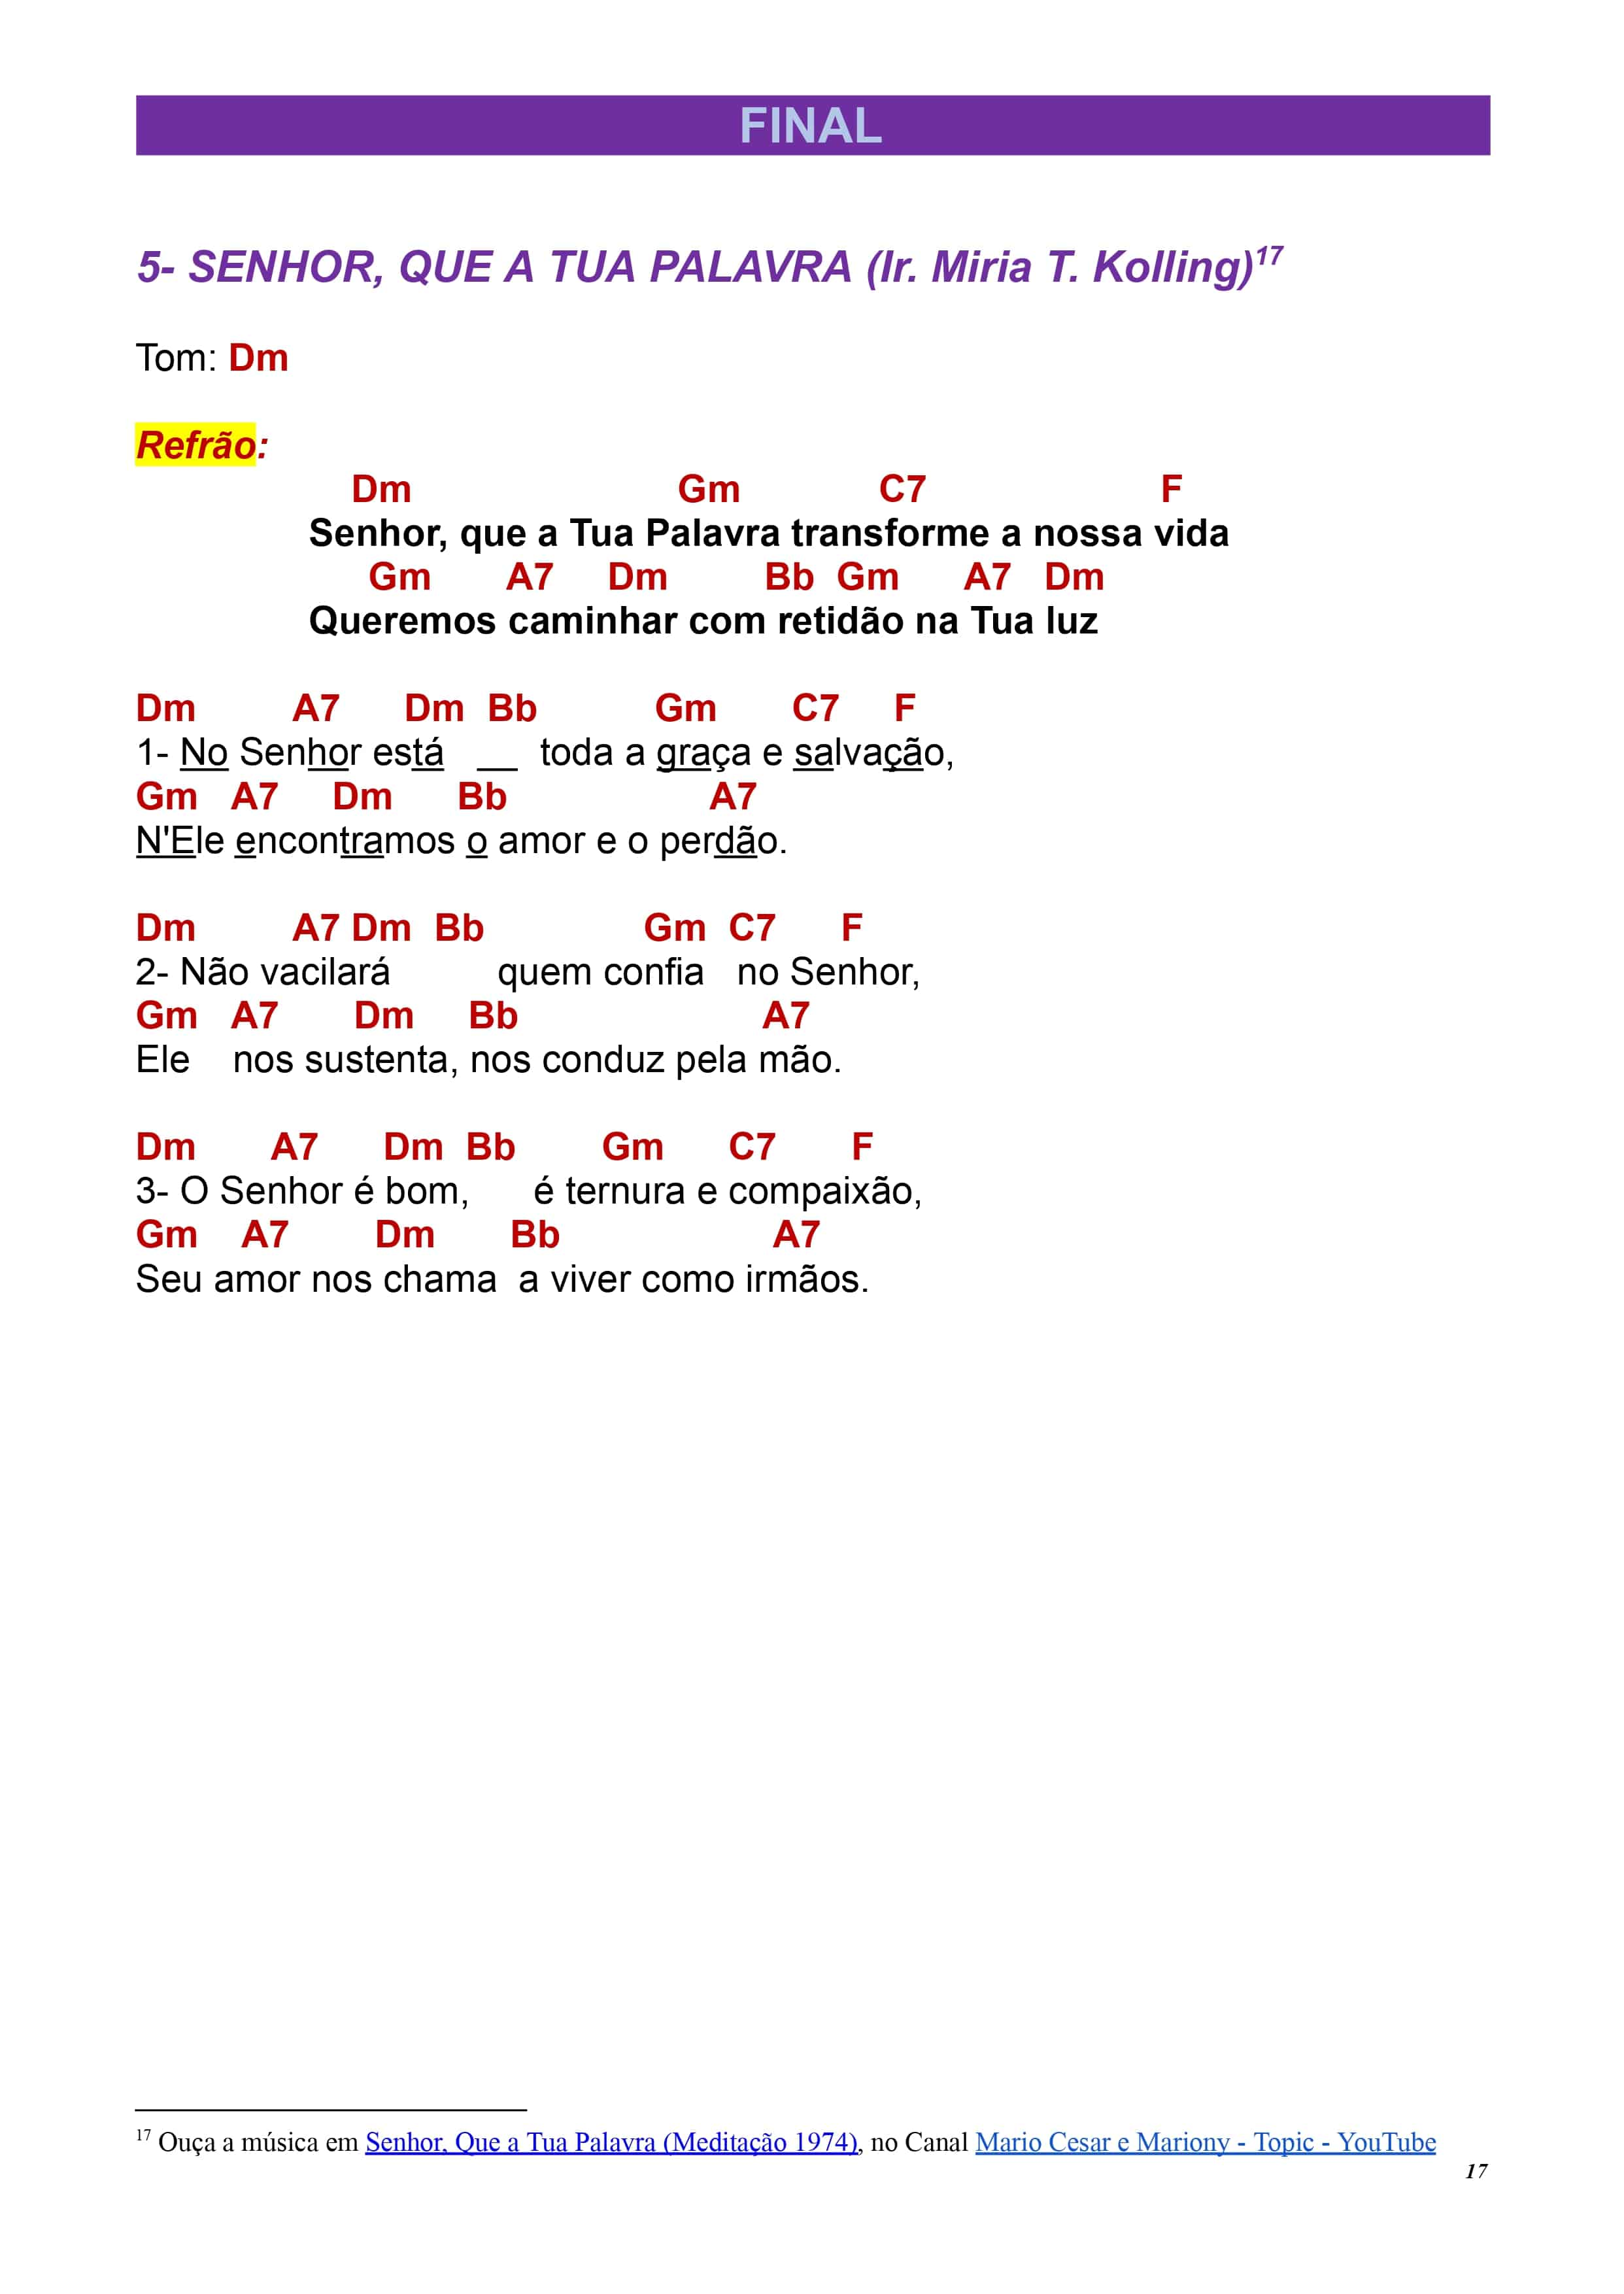 FINAL
5- SENHOR, QUE A TUA PALAVRA (Ir. Miria T. Kolling)17
Tom: Dm
Refrão:
Dm Gm C7 F
Senhor, que a Tua Palavra transforme a nossa vida
Gm A7 Dm Bb Gm A7 Dm
Queremos caminhar com retidão na Tua luz
Dm A7 Dm Bb Gm C7 F
1- No Senhor está __ toda a graça e salvação,
Gm A7 Dm Bb A7
N'Ele encontramos o amor e o perdão.
Dm A7 Dm Bb Gm C7 F
2- Não vacilará quem confia no Senhor,
Gm A7 Dm Bb A7
Ele nos sustenta, nos conduz pela mão.
Dm A7 Dm Bb Gm C7 F
3- O Senhor é bom, é ternura e compaixão,
Gm A7 Dm Bb A7
Seu amor nos chama a viver como irmãos.
17 Ouça a música em Senhor, Que a Tua Palavra (Meditação 1974), no Canal Mario Cesar e Mariony - Topic - YouTube
17